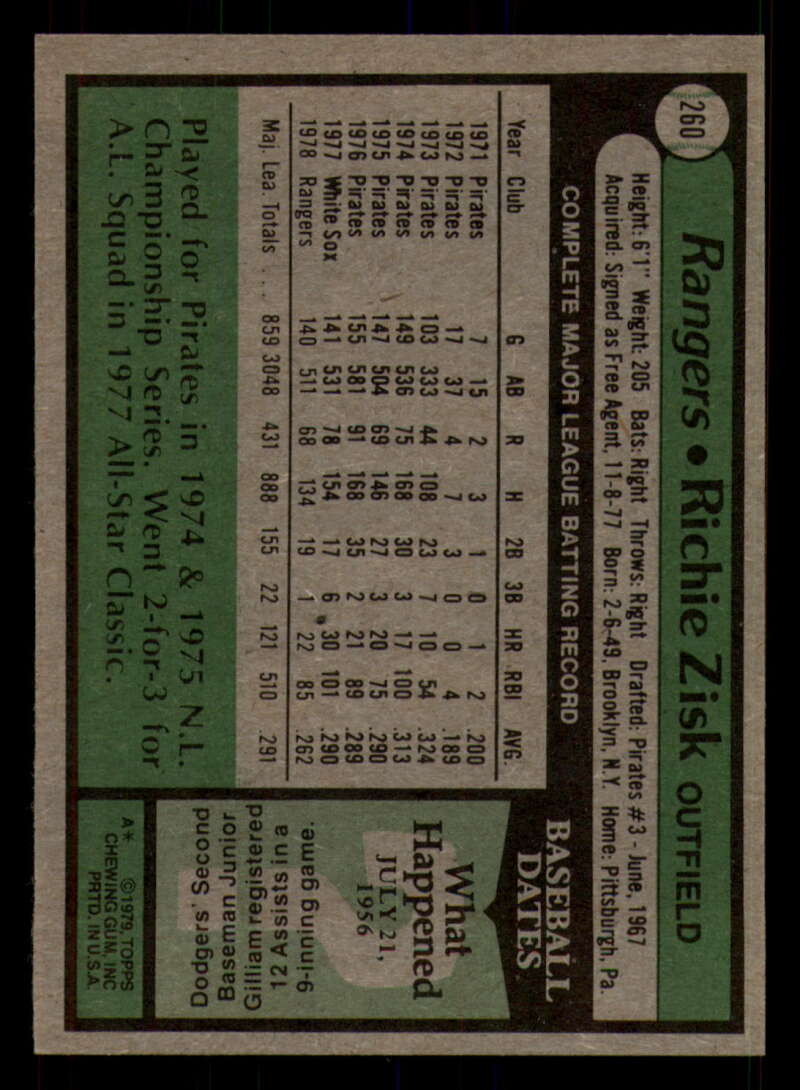 260
Rangers • Richie Zisk OUTFIELD
Height: 6'1" Weight: 205 Bats: Right Throws: Right Drafted: Pirates #3 - June, 1967
Acquired: Signed as Free Agent, 11-8-77 Born: 2-6-49, Brooklyn, N.Y. Home: Pittsburgh, Pa.
COMPLETE MAJOR LEAGUE BATTING RECORD
Year Club G AB R H 2B 3B HR RBI AVG.
1971 Pirates 7 15 2 3 1 0 1 2 .200
1972 Pirates 17 37 4 7 3 0 0 4 .189
1973 Pirates 103 333 44 108 23 7 10 54 .324
1974 Pirates 149 536 75 168 30 3 17 100 .313
1975 Pirates 147 504 69 146 27 3 20 75 .290
1976 Pirates 155 581 91 168 35 2 21 89 .289
1977 White Sox 141 531 78 154 17 6 30 101 .290
1978 Rangers 140 511 68 134 19 1 22 85 .262
Maj. Lea. Totals . . . 859 3048 431 888 155 22 121 510 .291
Played for Pirates in 1974 & 1975 N.L.
Championship Series. Went 2-for-3 for
A.L. Squad in 1977 All-Star Classic.
BASEBALL
DATES
What
Happened
JULY 21,
1956
Dodgers' Second
Baseman Junior
Gilliam registered
12 Assists in a
9-inning game.
A* ©1979, TOPPS
CHEWING GUM, INC
PRTD. IN U.S.A.